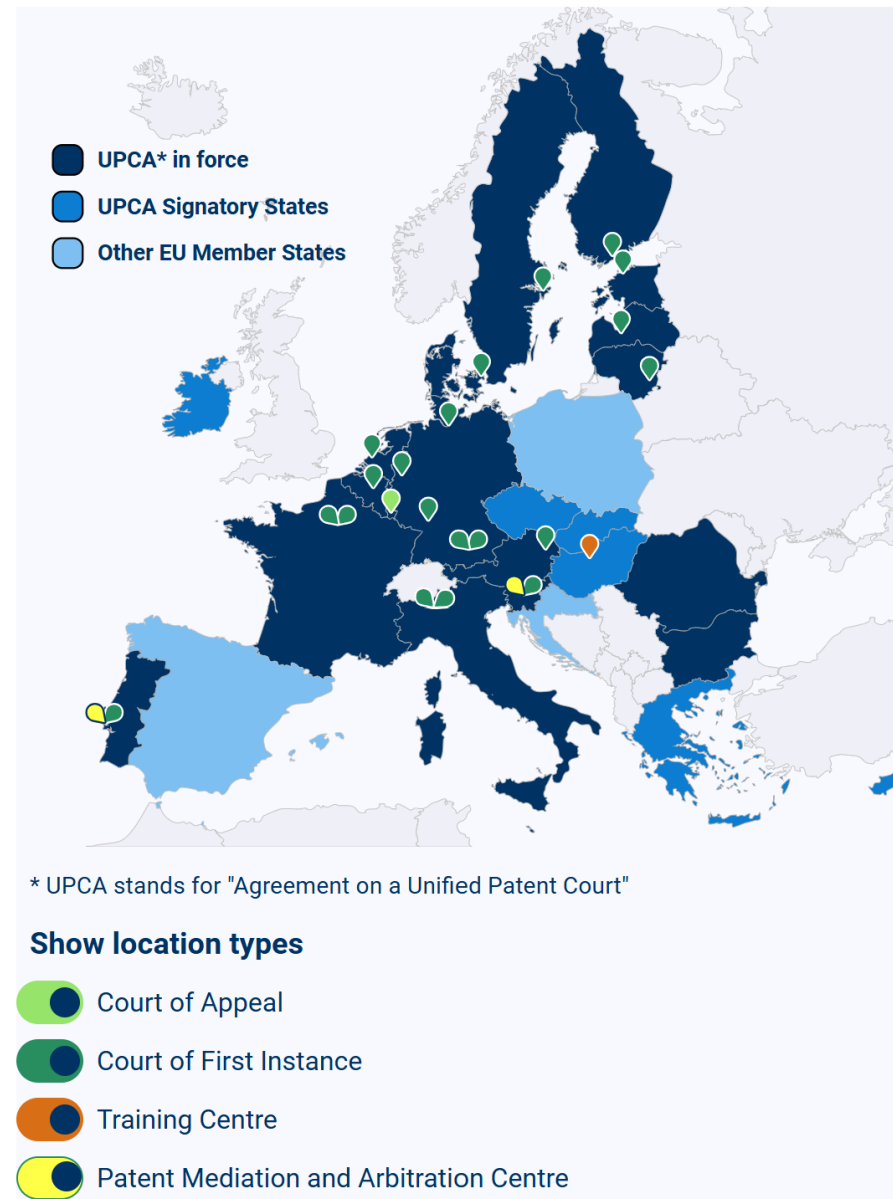 UPCA* in force
UPCA Signatory States
Other EU Member States
* UPCA stands for "Agreement on a Unified Patent Court"
Show location types
Court of Appeal
Court of First Instance
Training Centre
Patent Mediation and Arbitration Centre